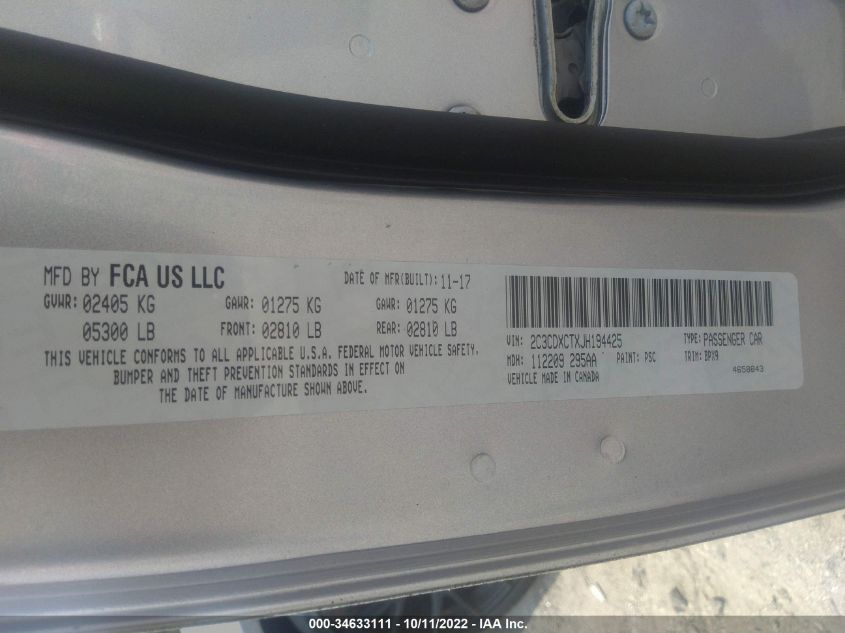 MFD BY FCA US LLC
DATE OF MFR(BUILT): 11-17
GVWR: 02405 KG GAWR: 01275 KG GAWR: 01275 KG
05300 LB FRONT: 02810 LB REAR: 02810 LB
THIS VEHICLE CONFORMS TO ALL APPLICABLE U.S.A. FEDERAL MOTOR VEHICLE SAFETY,
BUMPER AND THEFT PREVENTION STANDARDS IN EFFECT ON
THE DATE OF MANUFACTURE SHOWN ABOVE.
VIN: 2C3CDXCTXJH194425 TYPE: PASSENGER CAR
MDH: 112209 295AA PAINT: PSC TRIM: DPX9
VEHICLE MADE IN CANADA 4658843
000-34633111 - 10/11/2022 - IAA Inc.